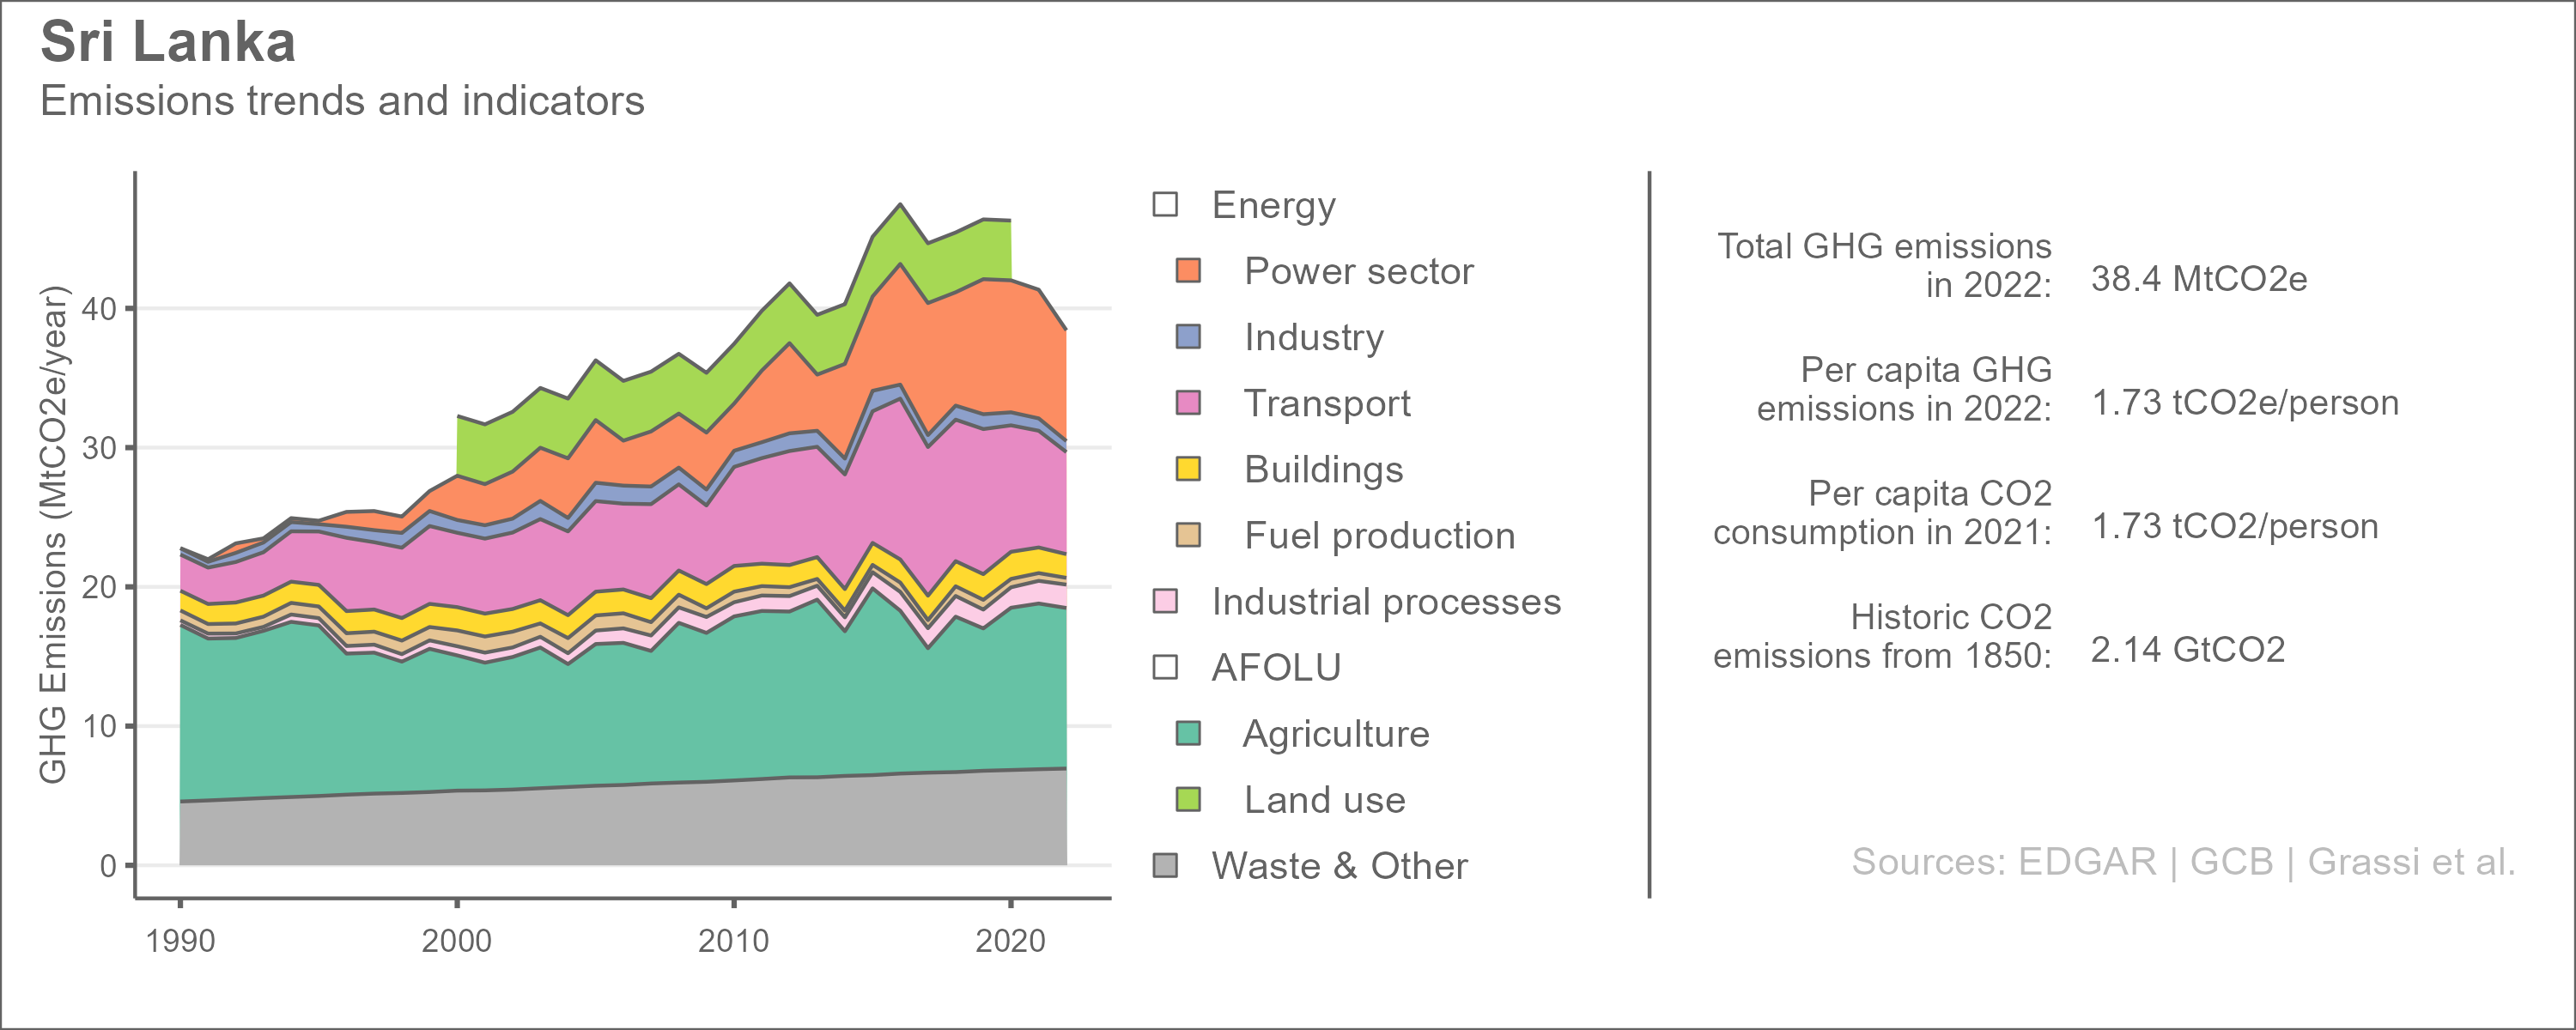 Sri Lanka
Emissions trends and indicators
GHG Emissions (MtCO2e/year)
40
30
20
10
0
1990
2000
2010
2020
Energy
Power sector
Industry
Transport
Buildings
Fuel production
Industrial processes
AFOLU
Agriculture
Land use
Waste & Other
Total GHG emissions
in 2022:
38.4 MtCO2e
Per capita GHG
emissions in 2022:
1.73 tCO2e/person
Per capita CO2
consumption in 2021:
1.73 tCO2/person
Historic CO2
emissions from 1850:
2.14 GtCO2
Sources: EDGAR | GCB | Grassi et al.